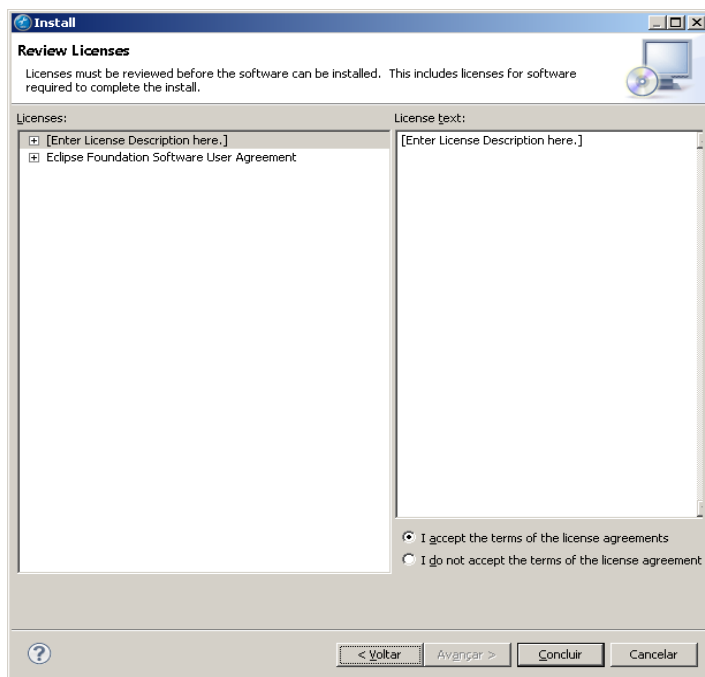 Install
Review Licenses
Licenses must be reviewed before the software can be installed. This includes licenses for software
required to complete the install.
Licenses:
[Enter License Description here.]
Eclipse Foundation Software User Agreement
License text:
[Enter License Description here.]
I accept the terms of the license agreements
I do not accept the terms of the license agreement
< Voltar
Avançar >
Concluir
Cancelar